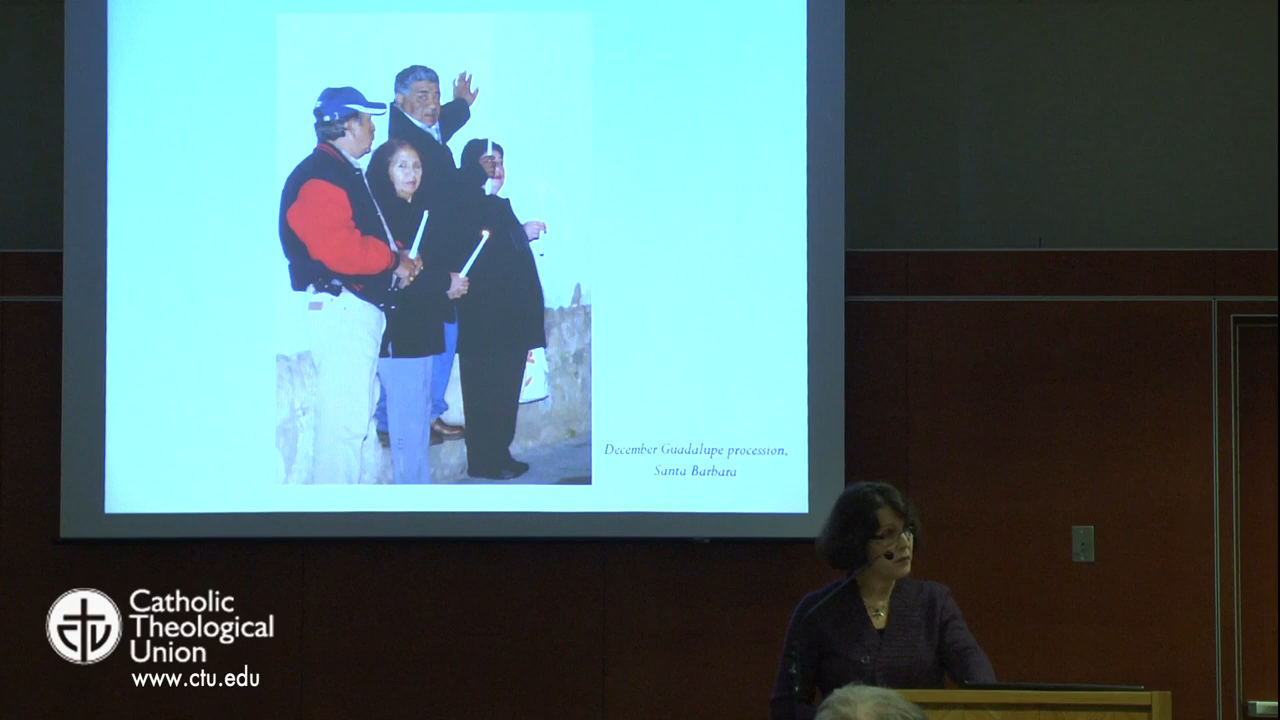 December Guadalupe procession,
Santa Barbara
Catholic
Theological
Union
www.ctu.edu